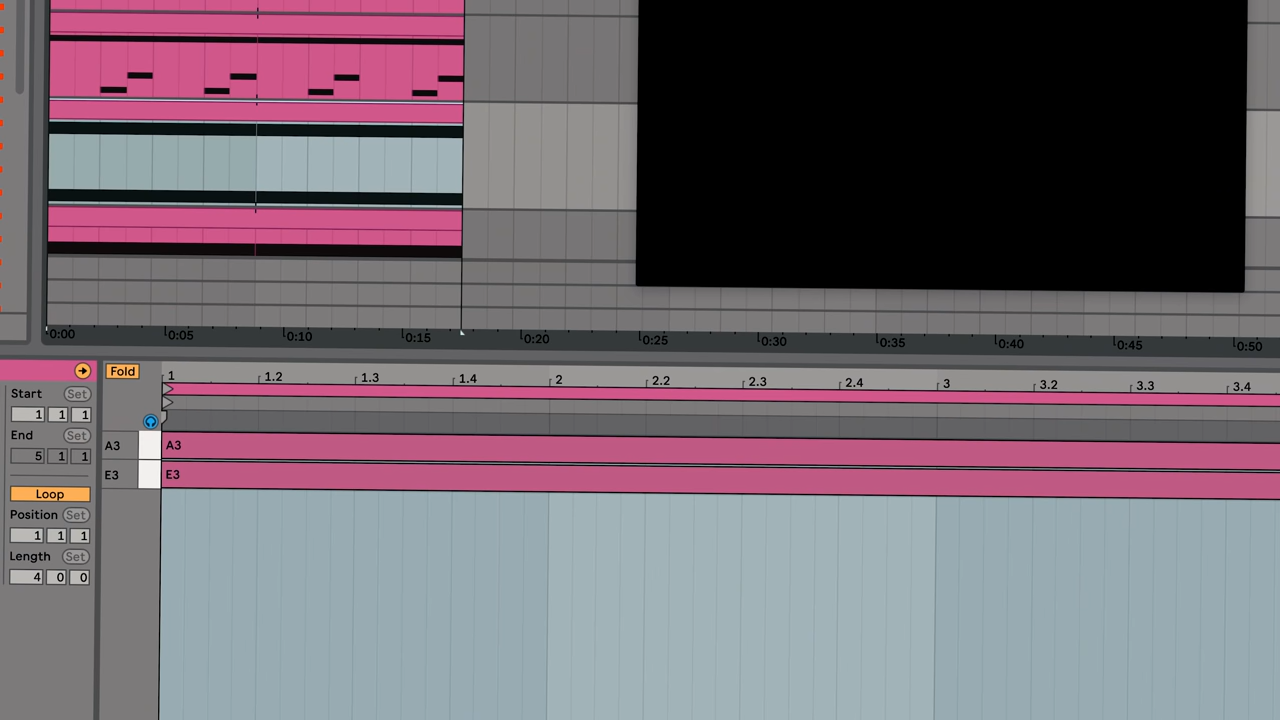 0:00 0:05 0:10 0:15 0:20 0:25 0:30 0:35 0:40 0:45 0:50
Fold
1 1.2 1.3 1.4 2 2.2 2.3 2.4 3 3.2 3.3 3.4
Start Set
1 1 1
End Set
5 1 1
A3 A3
E3 E3
Loop
Position Set
1 1 1
Length Set
4 0 0